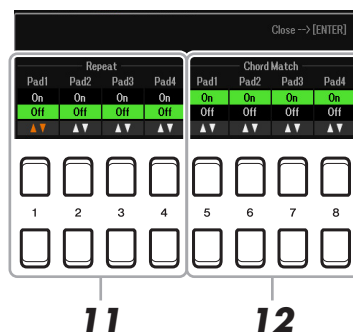 Close --> [ENTER]
Repeat
Chord Match
Pad1 Pad2 Pad3 Pad4 Pad1 Pad2 Pad3 Pad4
On On On On On On On On
Off Off Off Off Off Off Off Off
1 2 3 4 5 6 7 8
11 12